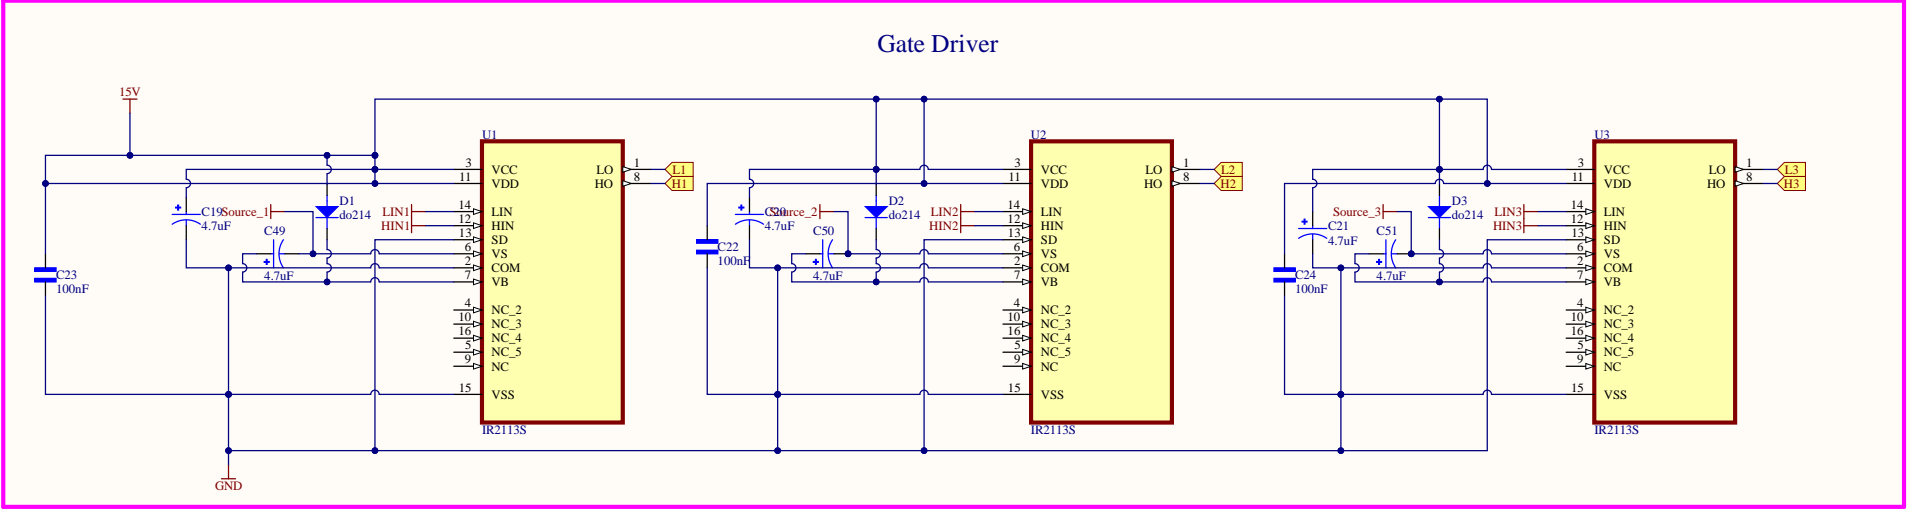 Gate Driver
15V
U1
VCC 3
VDD 11
LIN 14
HIN 12
SD 13
VS 6
COM 2
VB 7
NC_2 4
NC_3 10
NC_4 16
NC_5 5
NC 9
VSS 15
LO 1 L1
HO 8 H1
IR2113S
C19
4.7uF
Source_1
D1
do214
LIN1
HIN1
C49
4.7uF
C23
100nF
GND
U2
VCC 3
VDD 11
LIN 14
HIN 12
SD 13
VS 6
COM 2
VB 7
NC_2 4
NC_3 10
NC_4 16
NC_5 5
NC 9
VSS 15
LO 1 L2
HO 8 H2
IR2113S
C20
4.7uF
Source_2
D2
do214
LIN2
HIN2
C50
4.7uF
C22
100nF
U3
VCC 3
VDD 11
LIN 14
HIN 12
SD 13
VS 6
COM 2
VB 7
NC_2 4
NC_3 10
NC_4 16
NC_5 5
NC 9
VSS 15
LO 1 L3
HO 8 H3
IR2113S
C21
4.7uF
Source_3
D3
do214
LIN3
HIN3
C51
4.7uF
C24
100nF